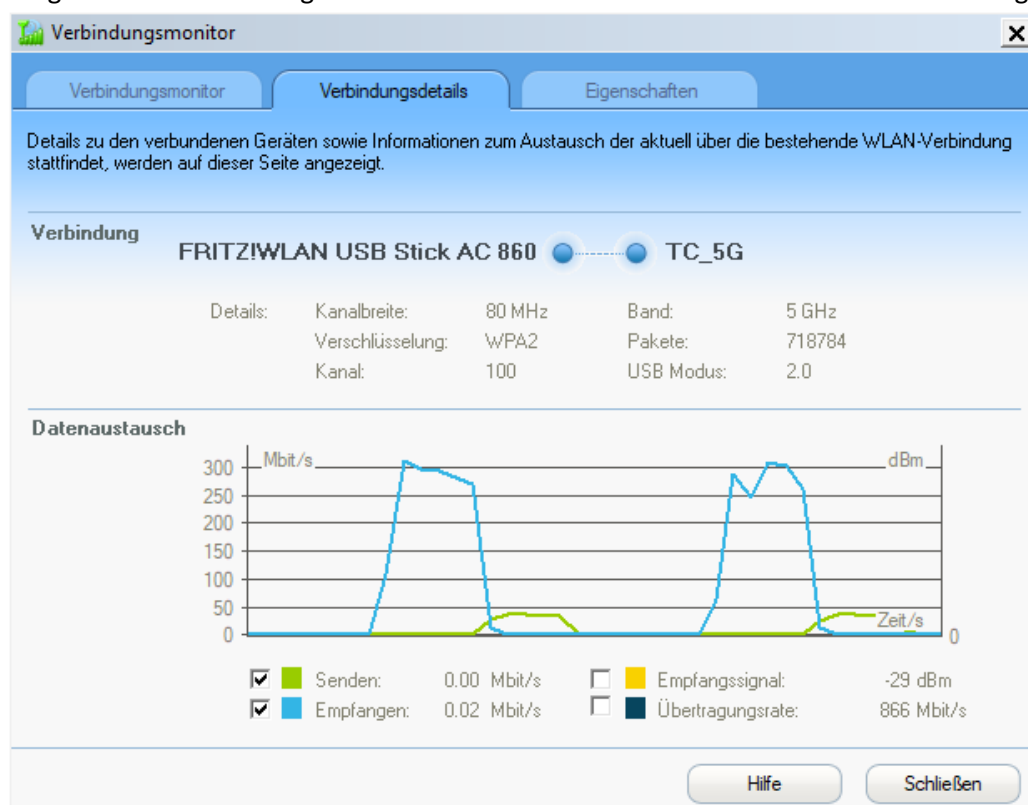 Verbindungsmonitor
Verbindungsmonitor Verbindungsdetails Eigenschaften
Details zu den verbundenen Geräten sowie Informationen zum Austausch der aktuell über die bestehende WLAN-Verbindung
stattfindet, werden auf dieser Seite angezeigt.
Verbindung
FRITZ!WLAN USB Stick AC 860 TC_5G
Details: Kanalbreite: 80 MHz Band: 5 GHz
Verschlüsselung: WPA2 Pakete: 718784
Kanal: 100 USB Modus: 2.0
Datenaustausch
300 Mbit/s dBm
250
200
150
100
50 Zeit/s
0 0
Senden: 0.00 Mbit/s Empfangssignal: -29 dBm
Empfangen: 0.02 Mbit/s Übertragungsrate: 866 Mbit/s
Hilfe Schließen